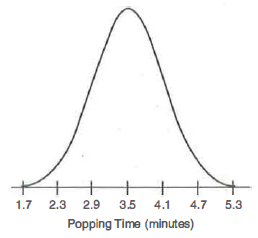 1.7 2.3 2.9 3.5 4.1 4.7 5.3
Popping Time (minutes)